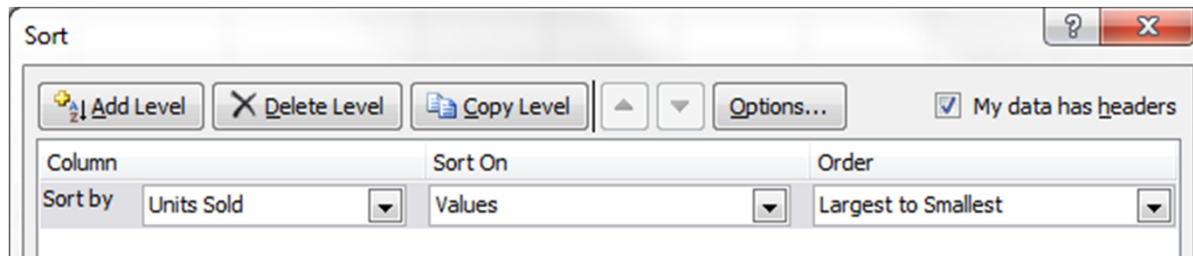 Sort
Add Level Delete Level Copy Level Options... My data has headers
Column Sort On Order
Sort by Units Sold Values Largest to Smallest